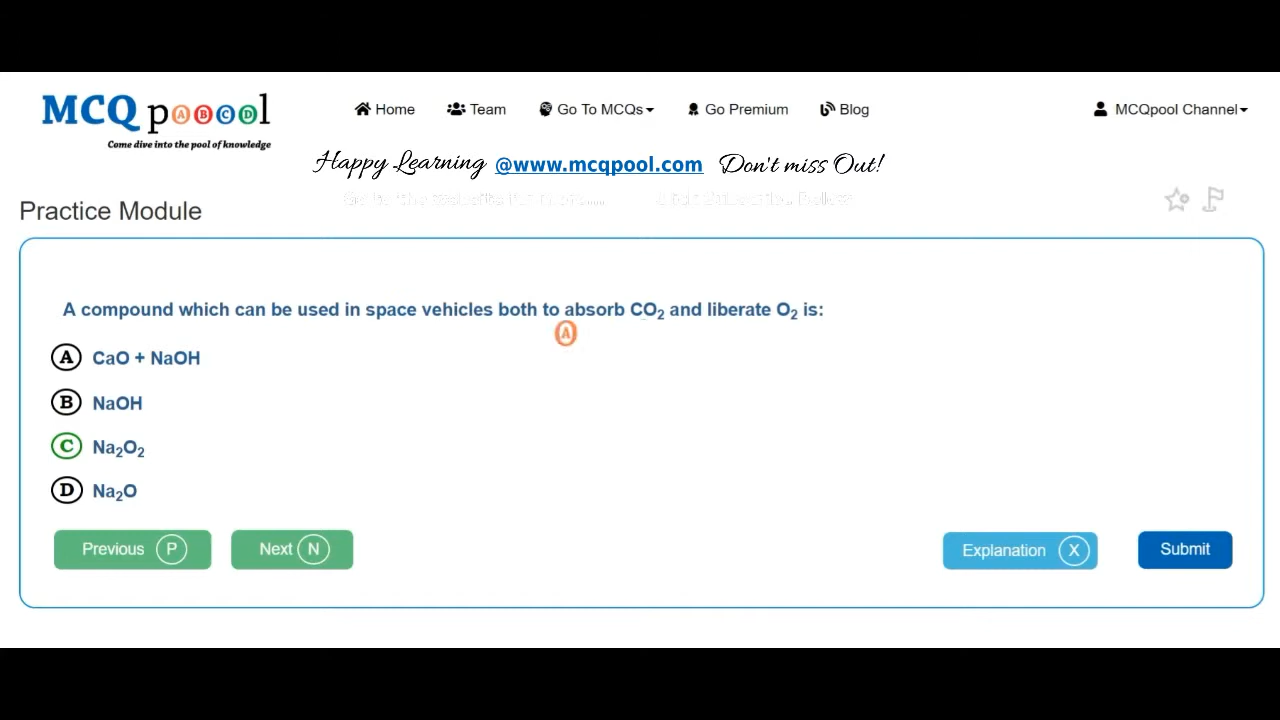 MCQ pABCDl
Come dive into the pool of knowledge
Home Team Go To MCQs Go Premium Blog MCQpool Channel
Happy Learning @www.mcqpool.com Don't miss Out!
Practice Module
A compound which can be used in space vehicles both to absorb CO₂ and liberate O₂ is:
A
A CaO + NaOH
B NaOH
C Na₂O₂
D Na₂O
Previous P Next N Explanation X Submit